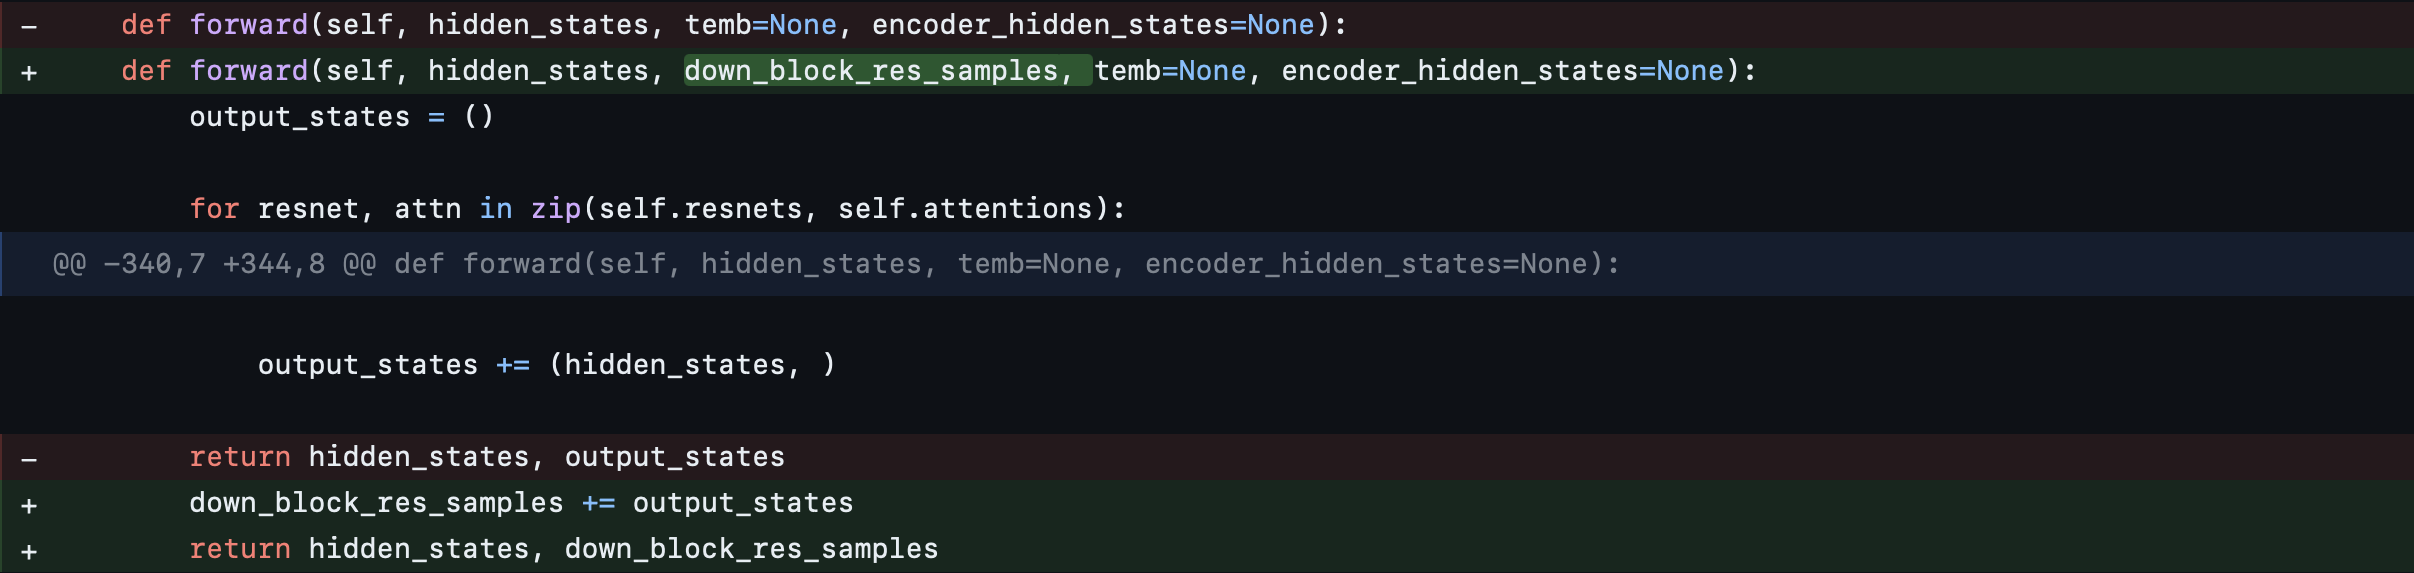 -     def forward(self, hidden_states, temb=None, encoder_hidden_states=None):
+     def forward(self, hidden_states, down_block_res_samples, temb=None, encoder_hidden_states=None):
          output_states = ()
          for resnet, attn in zip(self.resnets, self.attentions):
@@ -340,7 +344,8 @@ def forward(self, hidden_states, temb=None, encoder_hidden_states=None):
              output_states += (hidden_states, )
-         return hidden_states, output_states
+         down_block_res_samples += output_states
+         return hidden_states, down_block_res_samples